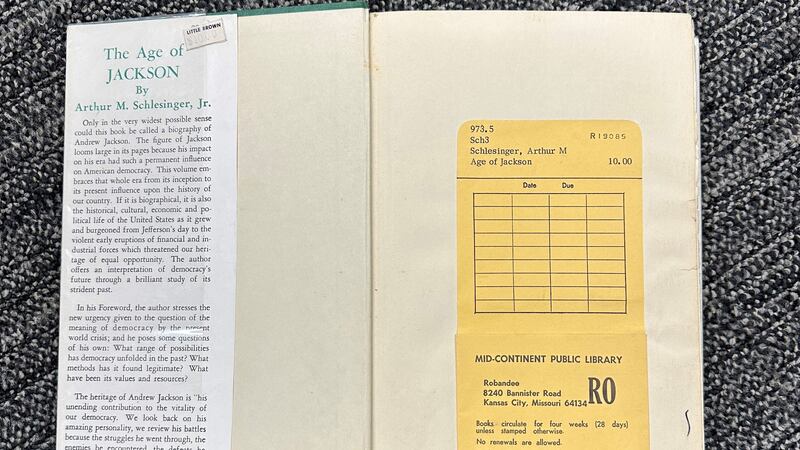 LITTLE BROWN
The Age of
JACKSON
By
Arthur M. Schlesinger, Jr.
Only in the very widest possible sense
could this book be called a biography of
Andrew Jackson. The figure of Jackson
looms large in its pages because his impact
on his era had such a permanent influence
on American democracy. This volume em-
braces that whole era from its inception to
its present influence upon the history of
our country. If it is biographical, it is also
the historical, cultural, economic and po-
litical life of the United States as it grew
and burgeoned from Jefferson's day to the
violent early eruptions of financial and in-
dustrial forces which threatened our heri-
tage of equal opportunity. The author
offers an interpretation of democracy's
future through a brilliant study of its
strident past.
In his Foreword, the author stresses the
new urgency given to the question of the
meaning of democracy by the present
world crisis; and he poses some questions
of his own: What range of possibilities
has democracy unfolded in the past? What
methods has it found legitimate? What
have been its values and resources?
The heritage of Andrew Jackson is "his
unending contribution to the vitality of
our democracy. We look back on his
amazing personality, we review his battles
because the struggles he went through, the
enemies he encountered, the defeats he
973.5
Sch3
R19085
Schlesinger, Arthur M
Age of Jackson 10.00
Date Due
MID-CONTINENT PUBLIC LIBRARY
Robandee
8240 Bannister Road
Kansas City, Missouri 64134
RO
Books circulate for four weeks (28 days)
unless stamped otherwise.
No renewals are allowed.